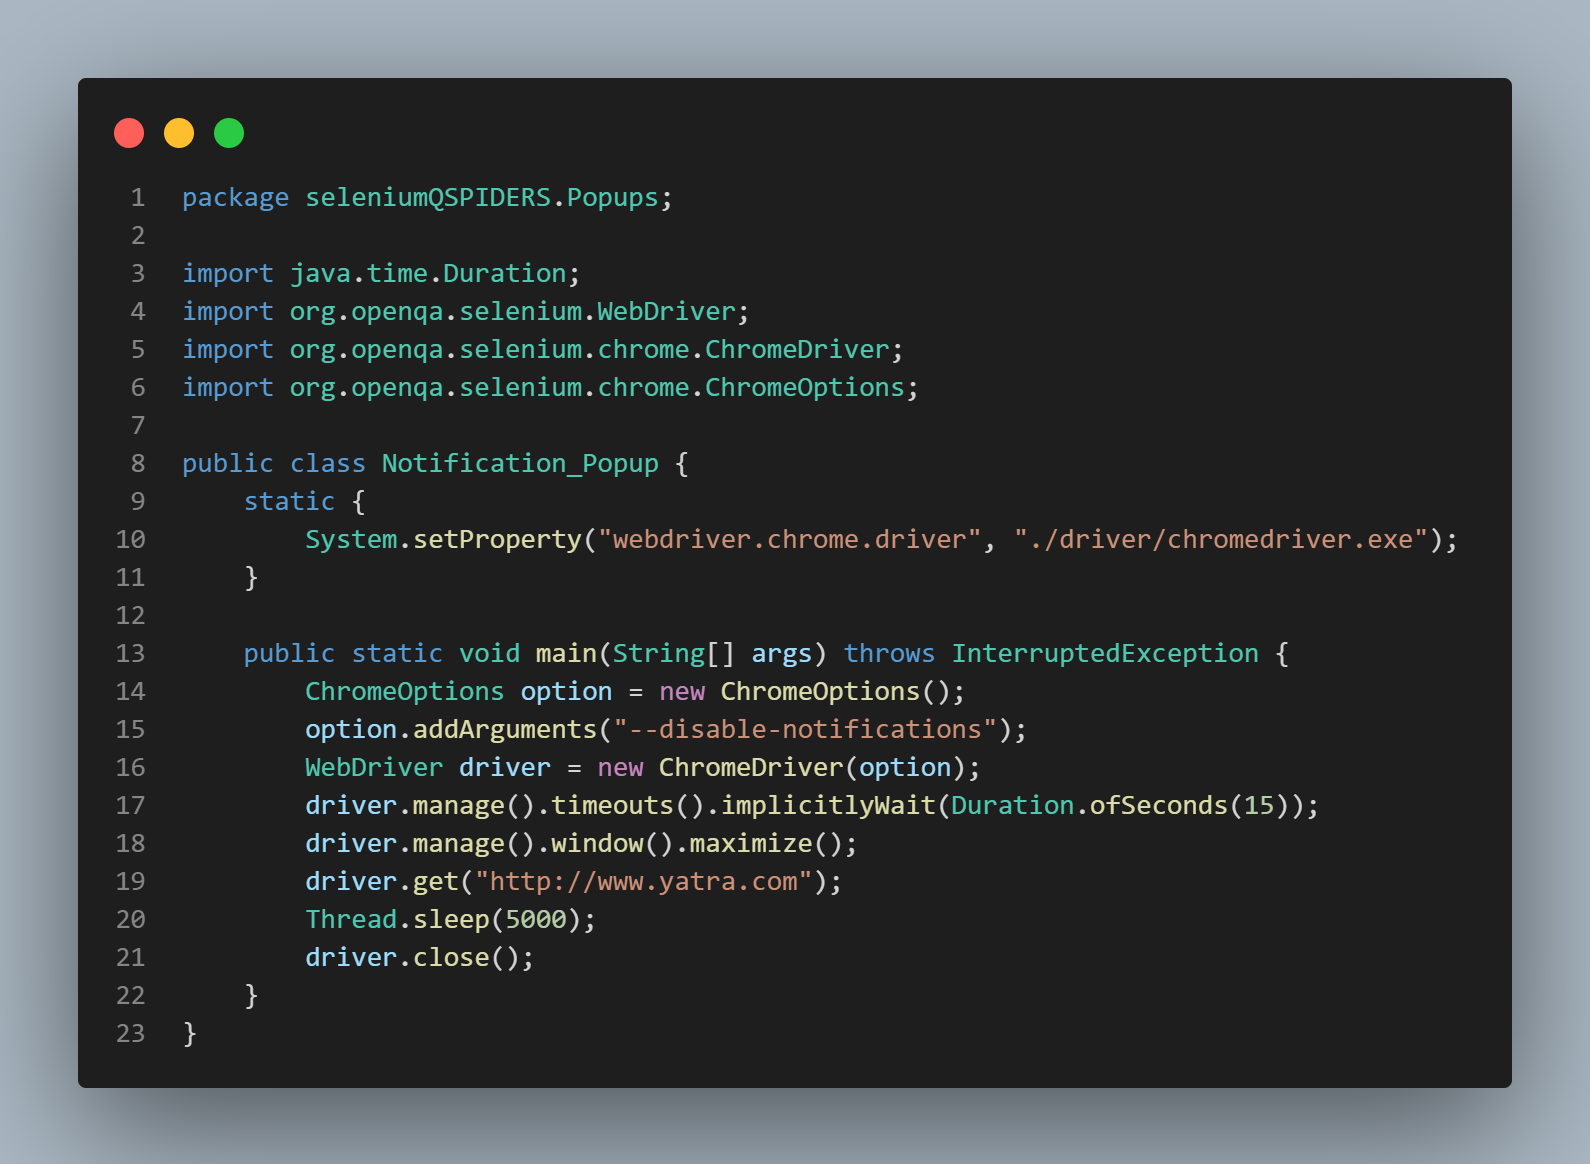 1 package seleniumQSPIDERS.Popups;
2
3 import java.time.Duration;
4 import org.openqa.selenium.WebDriver;
5 import org.openqa.selenium.chrome.ChromeDriver;
6 import org.openqa.selenium.chrome.ChromeOptions;
7
8 public class Notification_Popup {
9     static {
10         System.setProperty("webdriver.chrome.driver", "./driver/chromedriver.exe");
11     }
12
13     public static void main(String[] args) throws InterruptedException {
14         ChromeOptions option = new ChromeOptions();
15         option.addArguments("--disable-notifications");
16         WebDriver driver = new ChromeDriver(option);
17         driver.manage().timeouts().implicitlyWait(Duration.ofSeconds(15));
18         driver.manage().window().maximize();
19         driver.get("http://www.yatra.com");
20         Thread.sleep(5000);
21         driver.close();
22     }
23 }